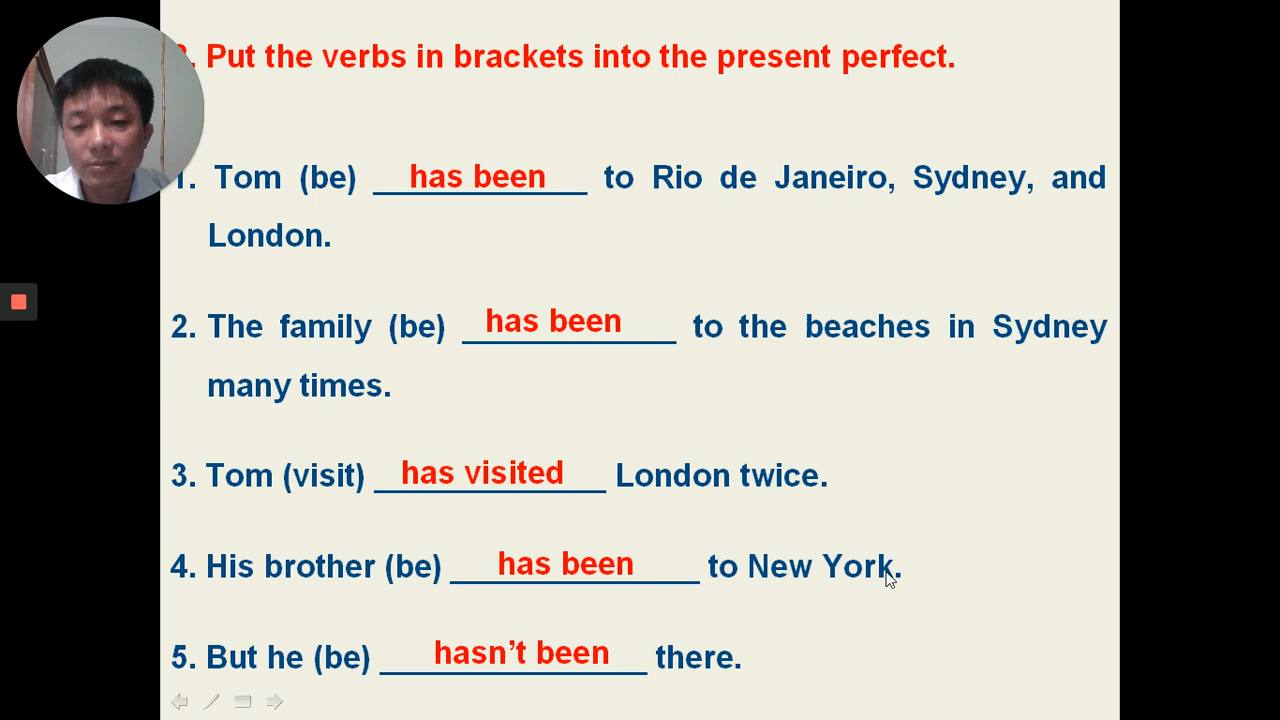 . Put the verbs in brackets into the present perfect.
1. Tom (be) has been to Rio de Janeiro, Sydney, and
London.
2. The family (be) has been to the beaches in Sydney
many times.
3. Tom (visit) has visited London twice.
4. His brother (be) has been to New York.
5. But he (be) hasn’t been there.